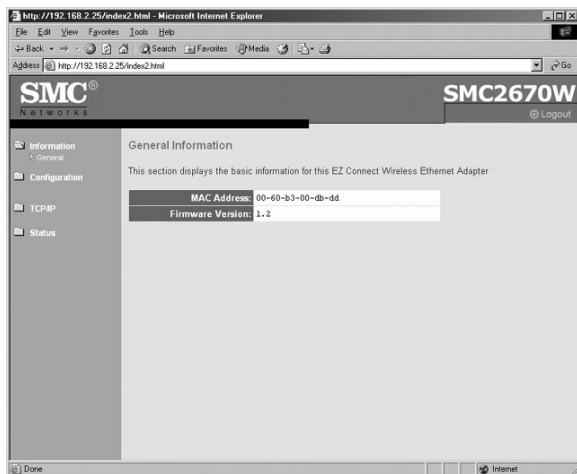 http://192.168.2.25/index2.html - Microsoft Internet Explorer
File Edit View Favorites Tools Help
Back Search Favorites Media
Address http://192.168.2.25/index2.html Go
SMC®
Networks
SMC2670W
Logout
Information
General
Configuration
TCP/IP
Status
General Information
This section displays the basic information for this EZ Connect Wireless Ethernet Adapter
MAC Address: 00-60-b3-00-db-dd
Firmware Version: 1.2
Done Internet